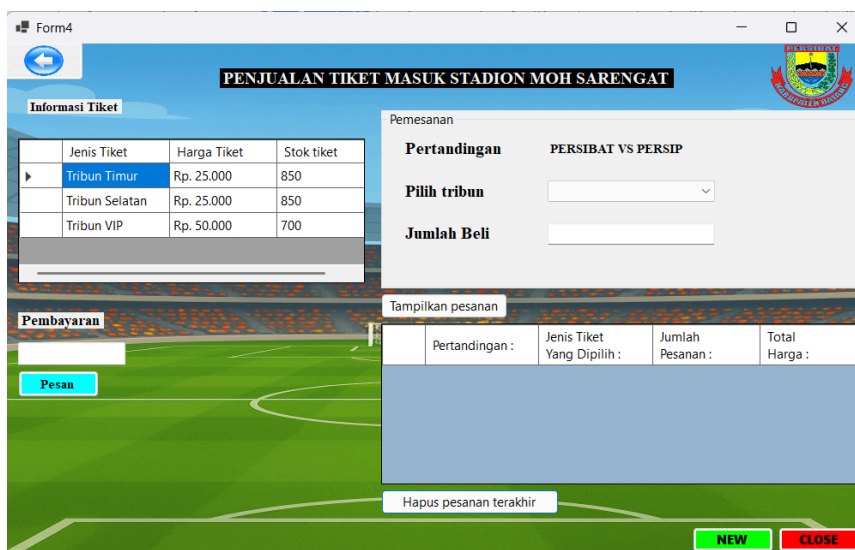 Form4
PENJUALAN TIKET MASUK STADION MOH SARENGAT
PERSIBAT
KABUPATEN BATANG
Informasi Tiket
Jenis Tiket Harga Tiket Stok tiket
Tribun Timur Rp. 25.000 850
Tribun Selatan Rp. 25.000 850
Tribun VIP Rp. 50.000 700
Pemesanan
Pertandingan PERSIBAT VS PERSIP
Pilih tribun
Jumlah Beli
Tampilkan pesanan
Pembayaran
Pesan
Pertandingan : Jenis Tiket Jumlah Total
Yang Dipilih : Pesanan : Harga :
Hapus pesanan terakhir
NEW CLOSE